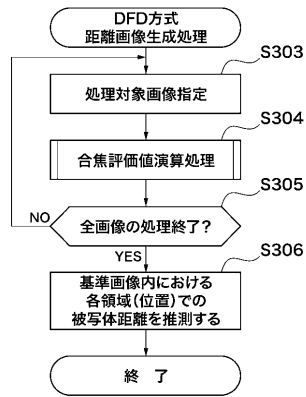 DFD方式
距離画像生成処理
S303
処理対象画像指定
S304
合焦評価値演算処理
S305
NO
全画像の処理終了?
YES
S306
基準画像内における
各領域(位置)での
被写体距離を推測する
終 了